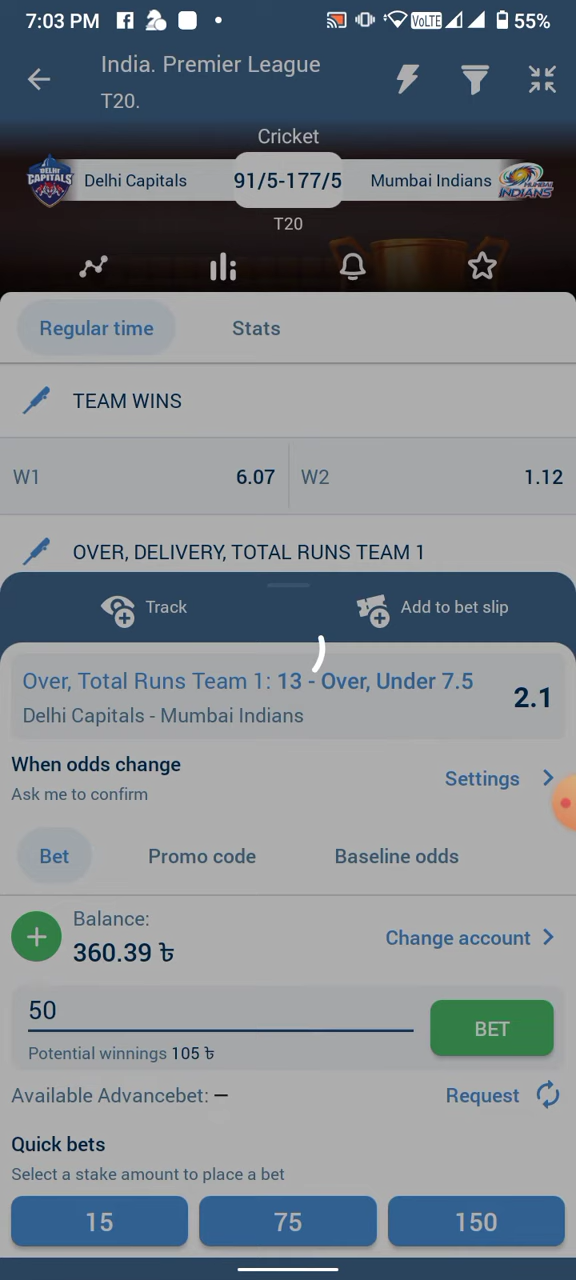 7:03 PM
VoLTE
55%
India. Premier League
T20.
Cricket
DELHI CAPITALS
Delhi Capitals
91/5-177/5
Mumbai Indians
MUMBAI INDIANS
T20
Regular time
Stats
TEAM WINS
W1
6.07
W2
1.12
OVER, DELIVERY, TOTAL RUNS TEAM 1
Track
Add to bet slip
Over, Total Runs Team 1: 13 - Over, Under 7.5
2.1
Delhi Capitals - Mumbai Indians
When odds change
Settings
Ask me to confirm
Bet
Promo code
Baseline odds
Balance:
360.39 ৳
Change account
50
BET
Potential winnings 105 ৳
Available Advancebet: –
Request
Quick bets
Select a stake amount to place a bet
15
75
150